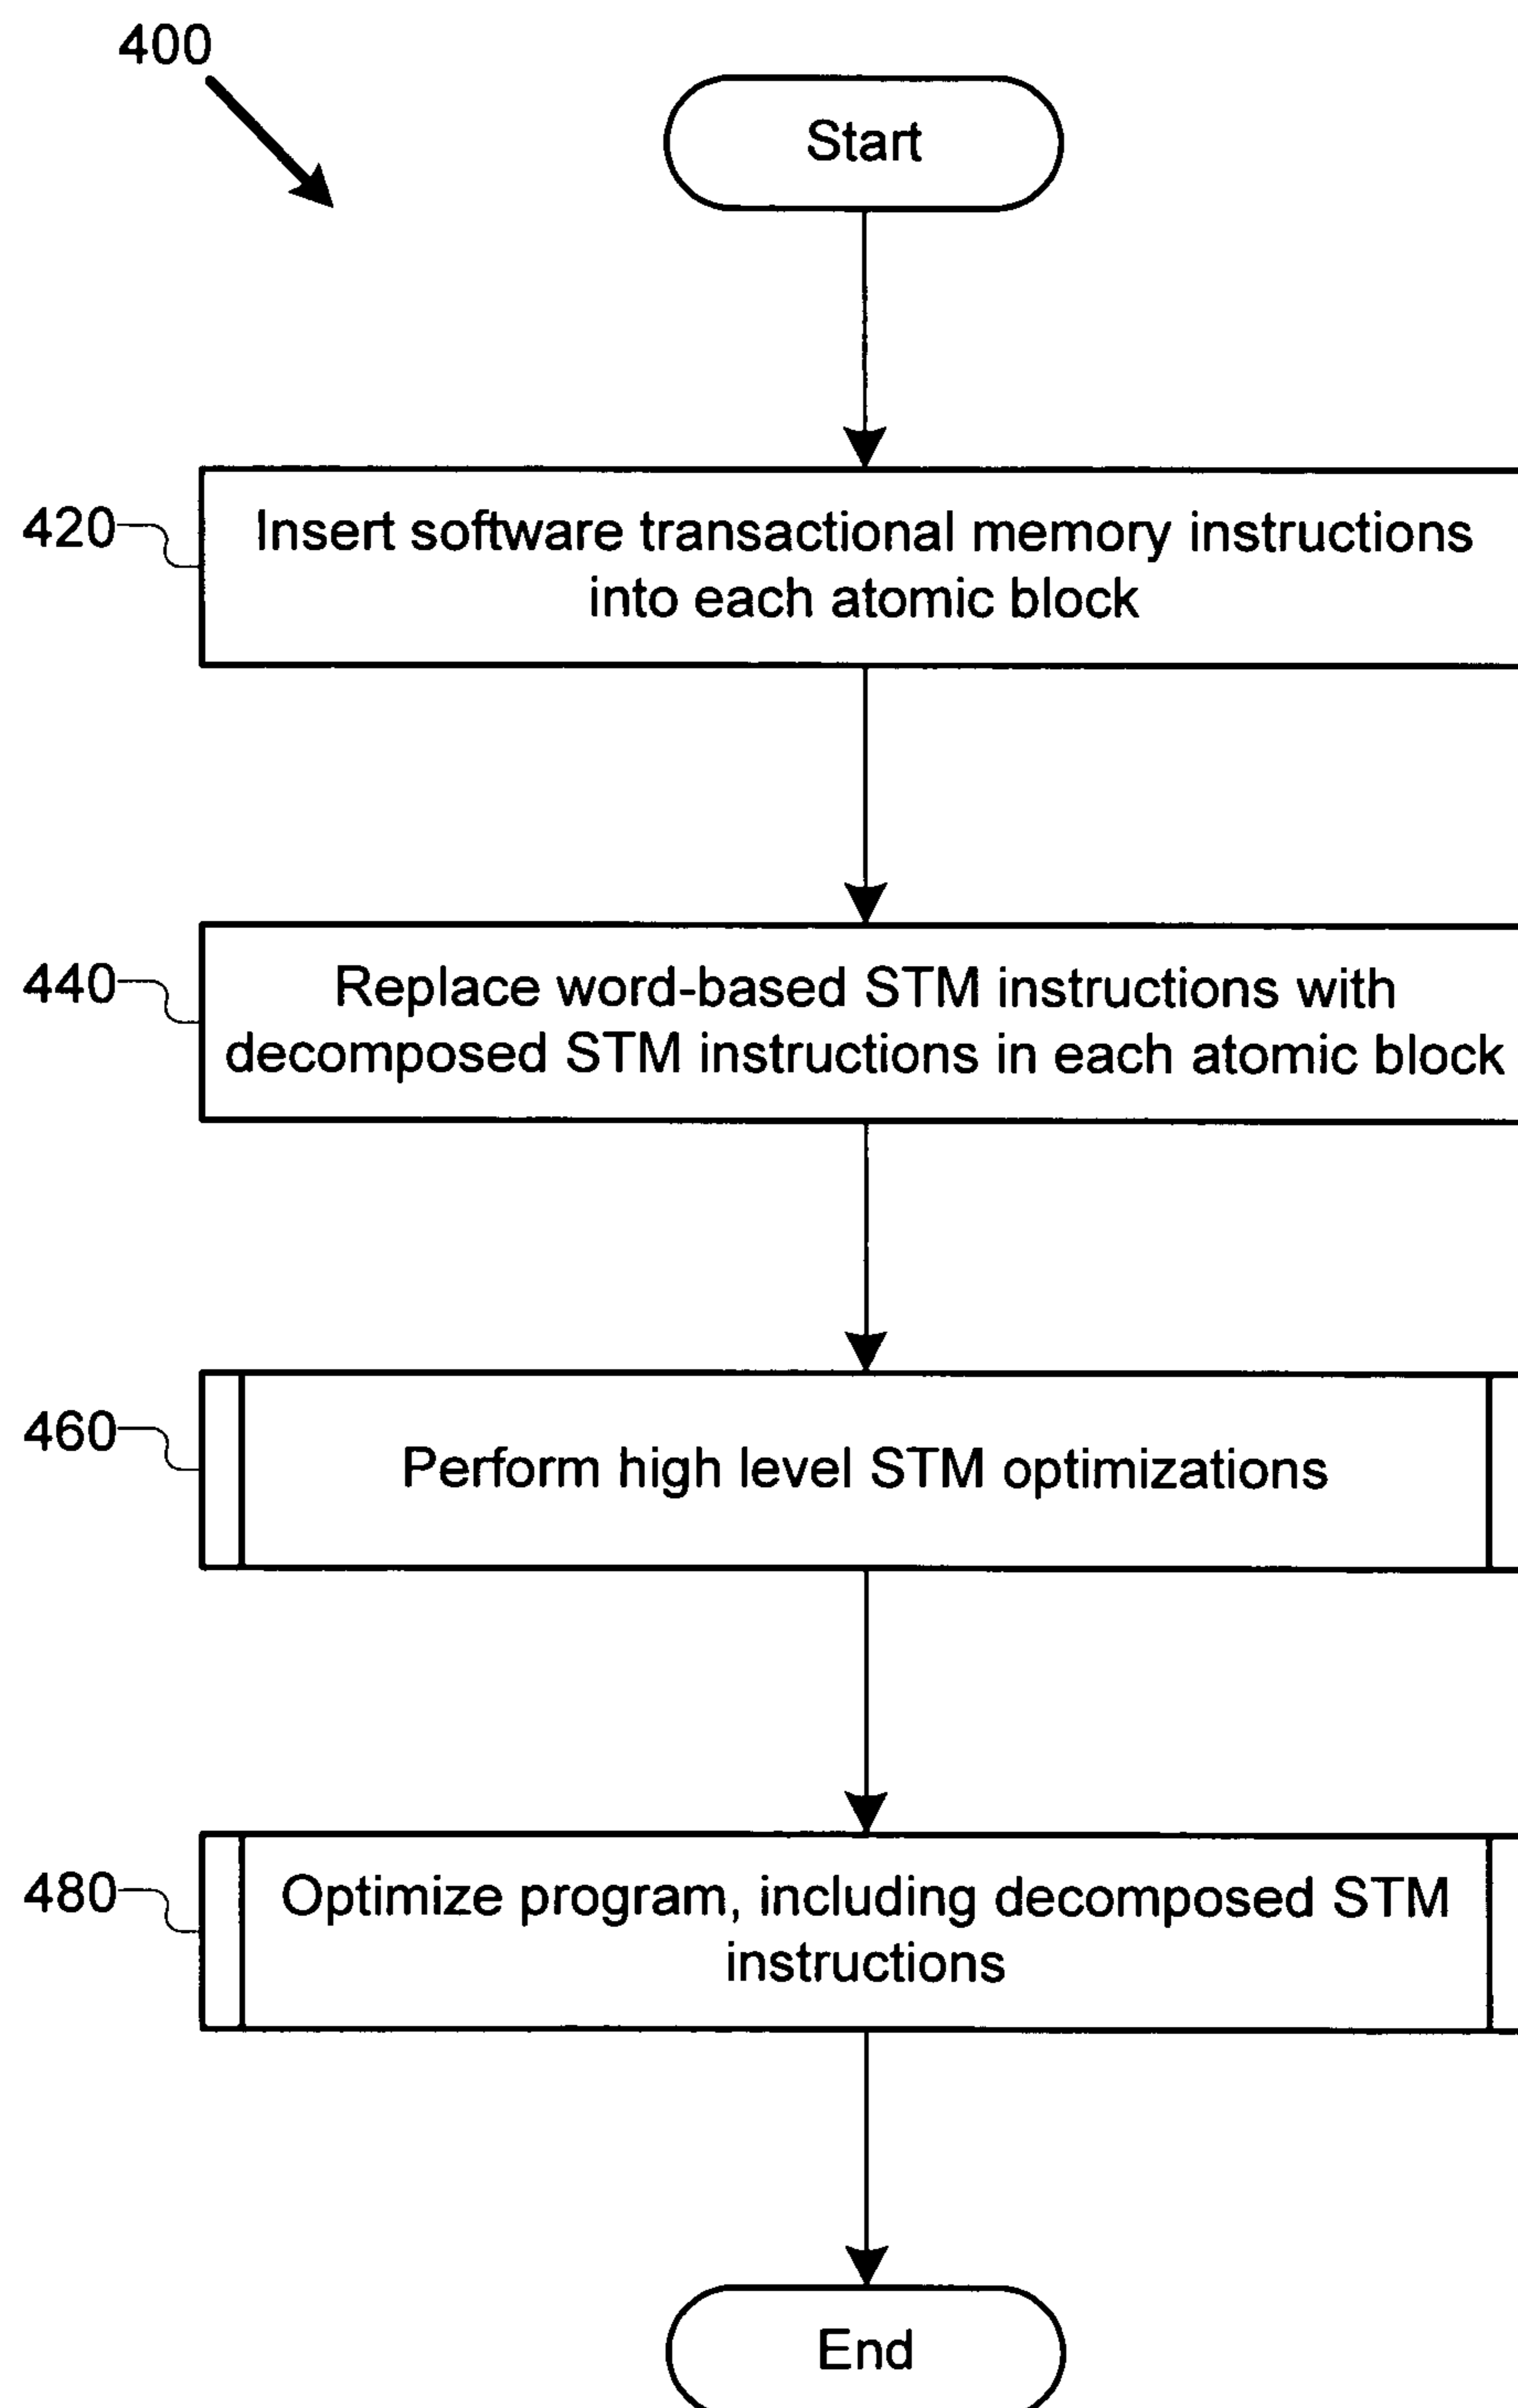 400
Start
420
Insert software transactional memory instructions
into each atomic block
440
Replace word-based STM instructions with
decomposed STM instructions in each atomic block
460
Perform high level STM optimizations
480
Optimize program, including decomposed STM
instructions
End